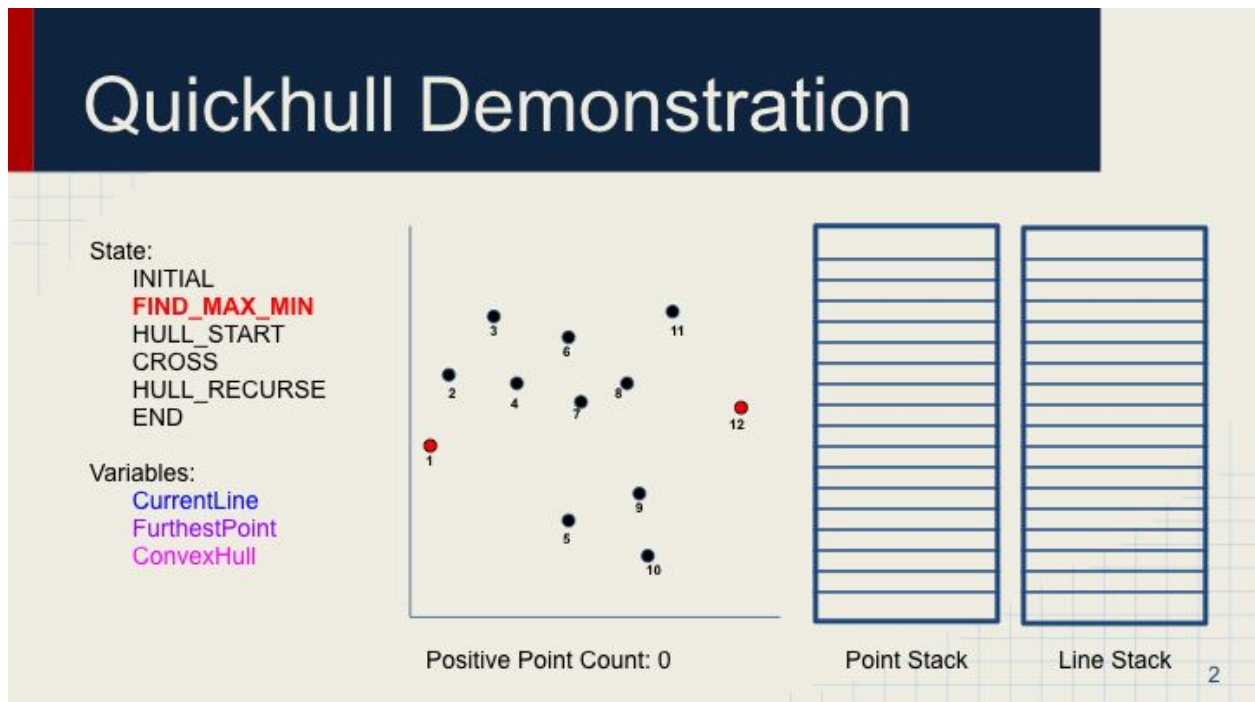 Quickhull Demonstration
State:
INITIAL
FIND_MAX_MIN
HULL_START
CROSS
HULL_RECURSE
END
Variables:
CurrentLine
FurthestPoint
ConvexHull
3
11
6
2
4
7
8
12
1
9
5
10
Positive Point Count: 0
Point Stack
Line Stack
2